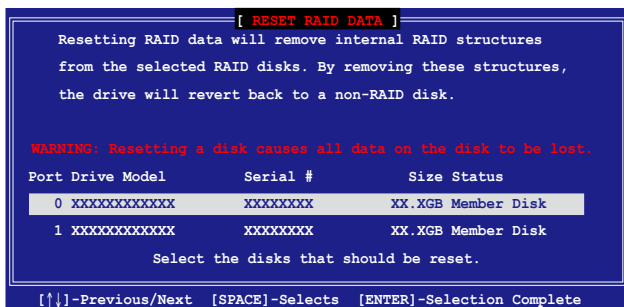 [ RESET RAID DATA ]
Resetting RAID data will remove internal RAID structures
from the selected RAID disks. By removing these structures,
the drive will revert back to a non-RAID disk.
WARNING: Resetting a disk causes all data on the disk to be lost.
Port Drive Model Serial # Size Status
0 XXXXXXXXXXXX XXXXXXXX XX.XGB Member Disk
1 XXXXXXXXXXXX XXXXXXXX XX.XGB Member Disk
Select the disks that should be reset.
[↑↓]-Previous/Next [SPACE]-Selects [ENTER]-Selection Complete